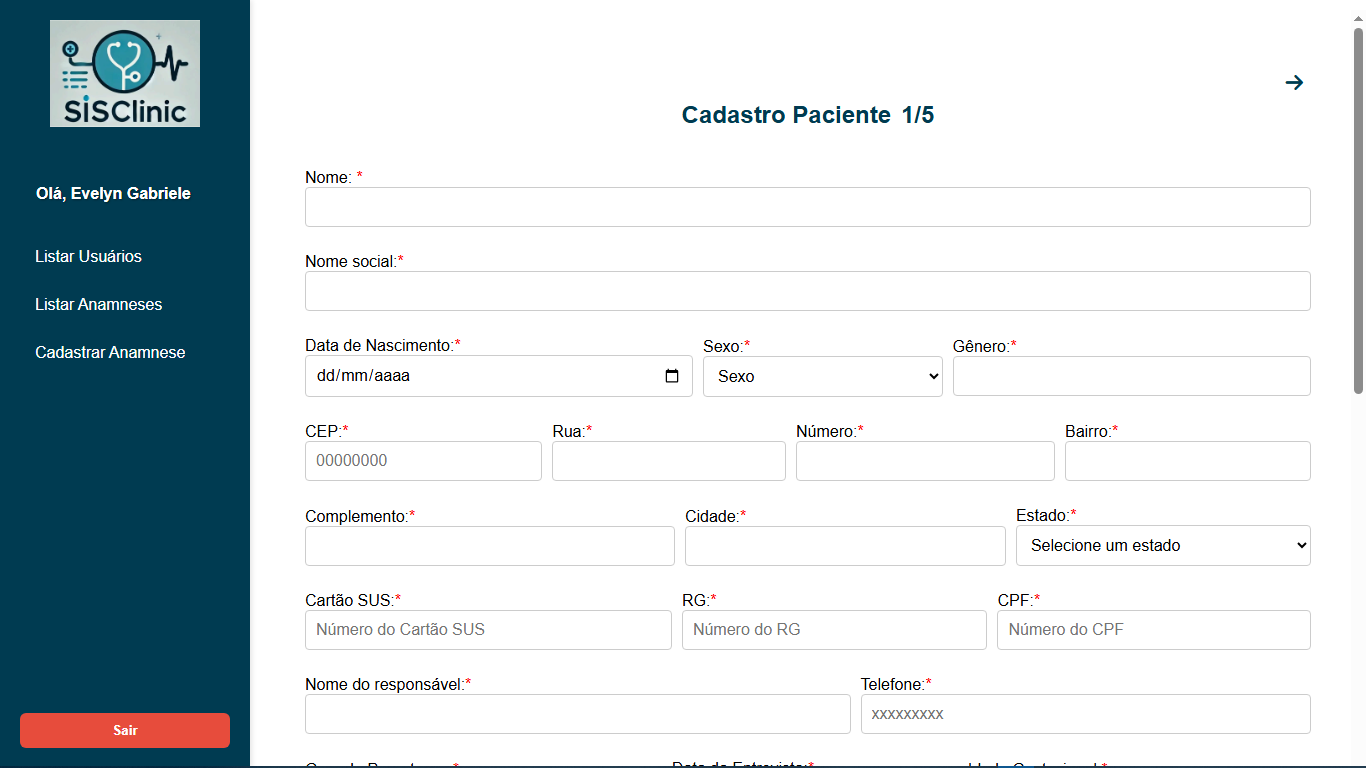 SiSClinic
Olá, Evelyn Gabriele
Listar Usuários
Listar Anamneses
Cadastrar Anamnese
Sair
Cadastro Paciente 1/5
Nome: *
Nome social:*
Data de Nascimento:* Sexo:* Gênero:*
dd/mm/aaaa Sexo
CEP:* Rua:* Número:* Bairro:*
00000000
Complemento:* Cidade:* Estado:*
Selecione um estado
Cartão SUS:* RG:* CPF:*
Número do Cartão SUS Número do RG Número do CPF
Nome do responsável:* Telefone:*
xxxxxxxxx
Data da Entrevista:*